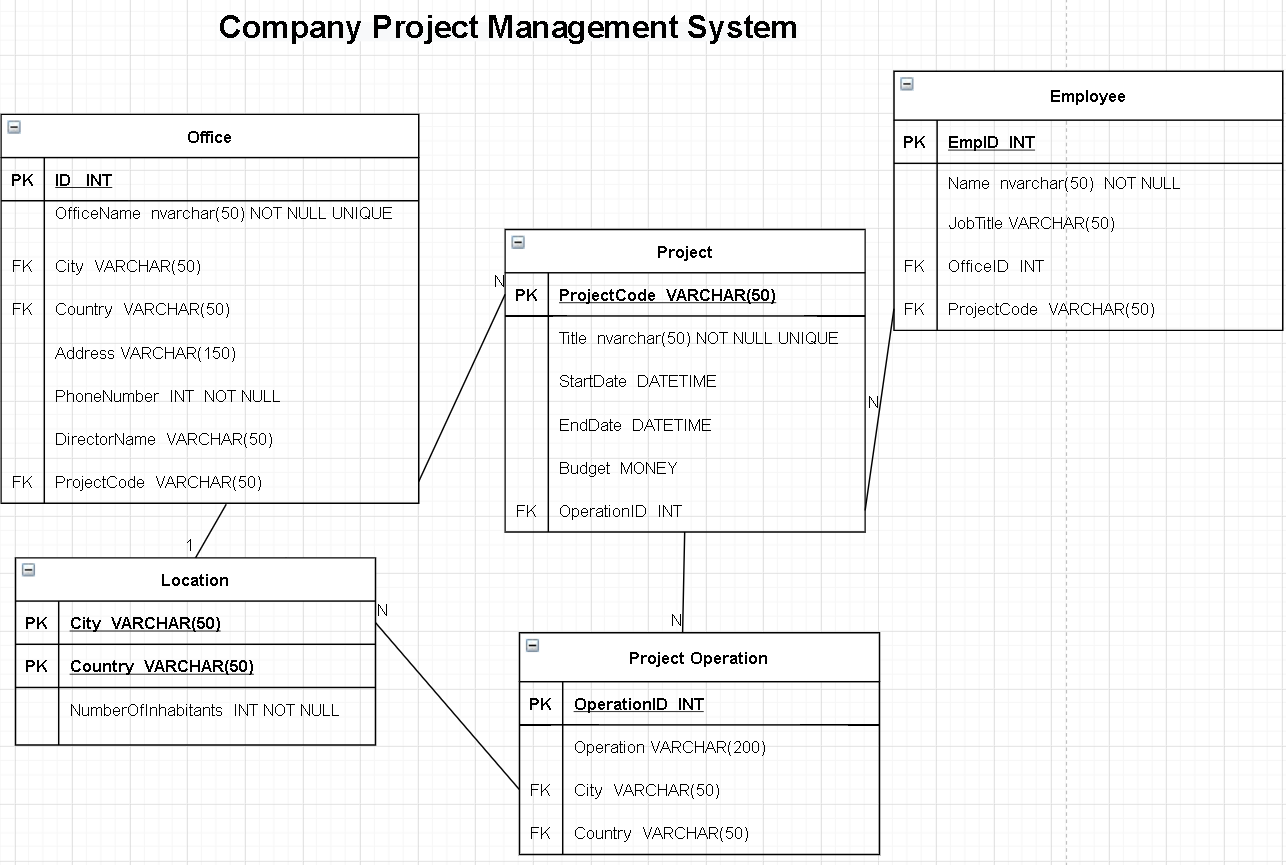 Company Project Management System
Office
PK ID INT
OfficeName nvarchar(50) NOT NULL UNIQUE
FK City VARCHAR(50)
FK Country VARCHAR(50)
Address VARCHAR(150)
PhoneNumber INT NOT NULL
DirectorName VARCHAR(50)
FK ProjectCode VARCHAR(50)
1
Location
PK City VARCHAR(50)
PK Country VARCHAR(50)
NumberOfInhabitants INT NOT NULL
N
N
Project
PK ProjectCode VARCHAR(50)
Title nvarchar(50) NOT NULL UNIQUE
StartDate DATETIME
EndDate DATETIME
Budget MONEY
FK OperationID INT
N
Project Operation
PK OperationID INT
Operation VARCHAR(200)
FK City VARCHAR(50)
FK Country VARCHAR(50)
Employee
PK EmpID INT
Name nvarchar(50) NOT NULL
JobTitle VARCHAR(50)
FK OfficeID INT
FK ProjectCode VARCHAR(50)
N